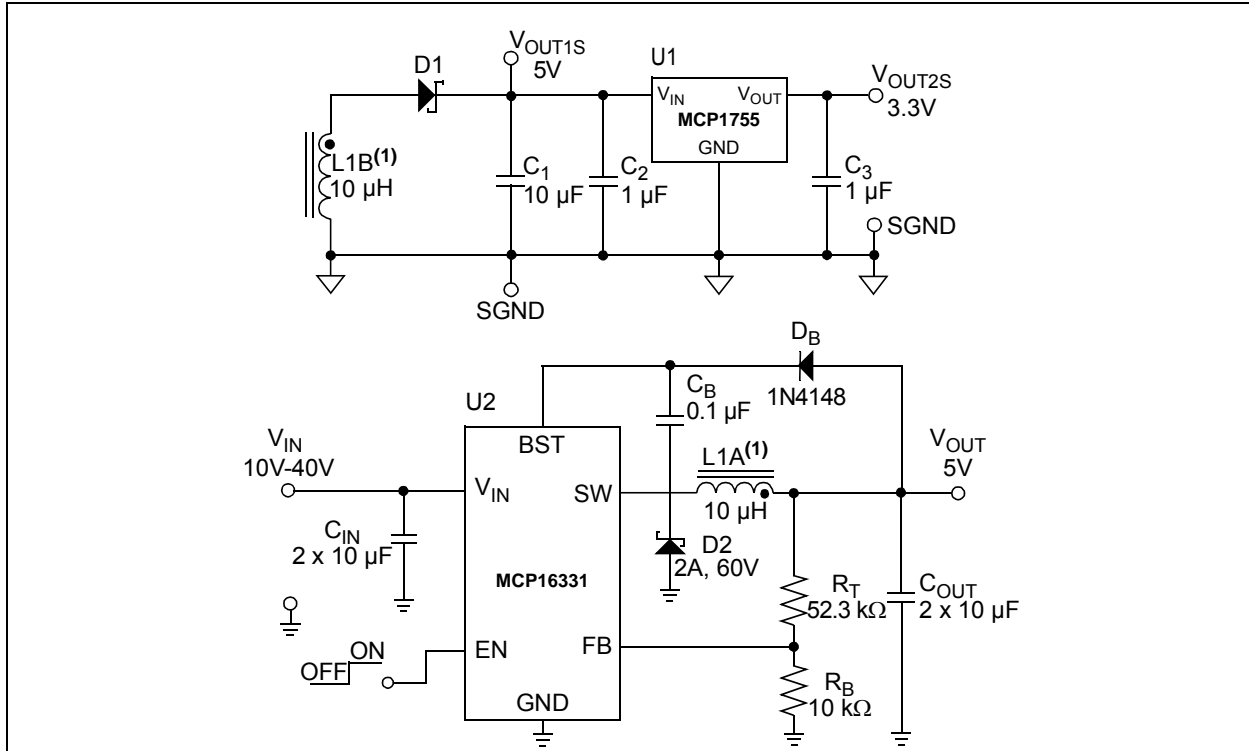 D1
V_OUT1S
5V
U1
V_IN
V_OUT
MCP1755
GND
V_OUT2S
3.3V
L1B(1)
10 µH
C1
10 µF
C2
1 µF
C3
1 µF
SGND
SGND
D_B
1N4148
C_B
0.1 µF
U2
BST
V_IN
10V-40V
V_IN
SW
L1A(1)
10 µH
V_OUT
5V
C_IN
2 x 10 µF
D2
2A, 60V
MCP16331
R_T
52.3 kΩ
C_OUT
2 x 10 µF
OFF
ON
EN
FB
R_B
10 kΩ
GND